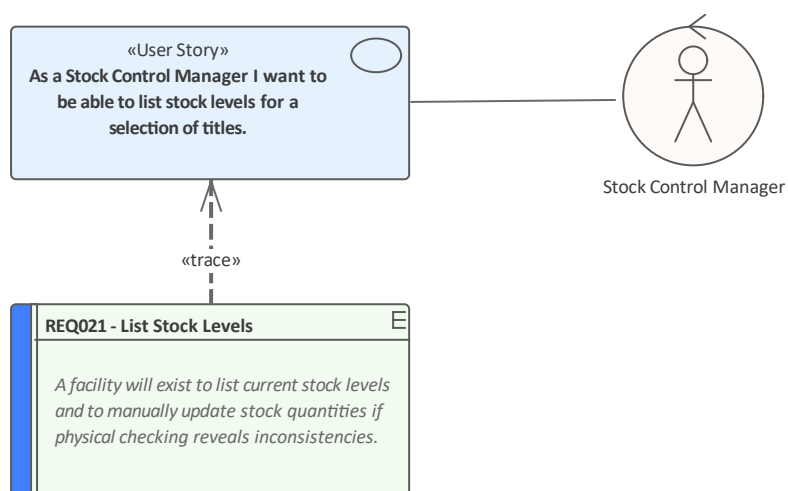 «User Story»
As a Stock Control Manager I want to
be able to list stock levels for a
selection of titles.
Stock Control Manager
«trace»
REQ021 - List Stock Levels
E
A facility will exist to list current stock levels
and to manually update stock quantities if
physical checking reveals inconsistencies.